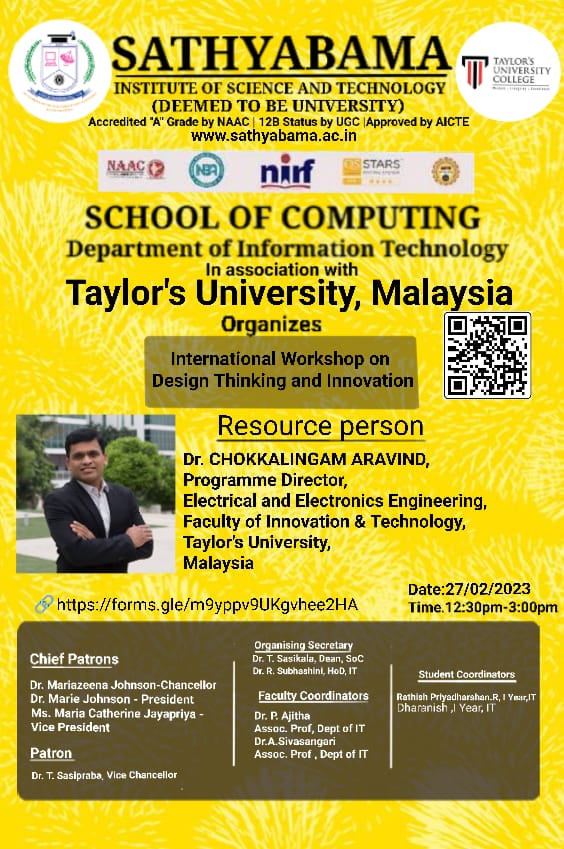 SATHYABAMA
INSTITUTE OF SCIENCE AND TECHNOLOGY
(DEEMED TO BE UNIVERSITY)
Accredited "A" Grade by NAAC | 12B Status by UGC |Approved by AICTE
www.sathyabama.ac.in
TAYLOR'S
UNIVERSITY
COLLEGE
NAAC
NBA
nirf
STARS
SCHOOL OF COMPUTING
Department of Information Technology
In association with
Taylor's University, Malaysia
Organizes
International Workshop on
Design Thinking and Innovation
Resource person
Dr. CHOKKALINGAM ARAVIND,
Programme Director,
Electrical and Electronics Engineering,
Faculty of Innovation & Technology,
Taylor's University,
Malaysia
https://forms.gle/m9yppv9UKgvhee2HA
Date:27/02/2023
Time.12:30pm-3:00pm
Chief Patrons
Dr. Mariazeena Johnson-Chancellor
Dr. Marie Johnson - President
Ms. Maria Catherine Jayapriya -
Vice President
Patron
Dr. T. Sasipraba, Vice Chancellor
Organising Secretary
Dr. T. Sasikala, Dean, SoC
Dr. R. Subhashini, HoD, IT
Faculty Coordinators
Dr. P. Ajitha
Assoc. Prof, Dept of IT
Dr.A.Sivasangari
Assoc. Prof , Dept of IT
Student Coordinators
Rathish Priyadharshan.R, I Year,IT
Dharanish ,I Year, IT